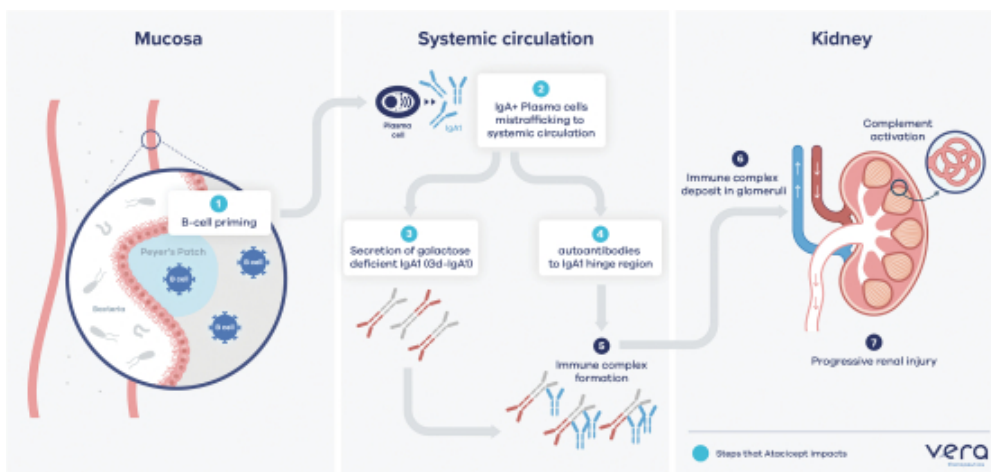 Mucosa
1
B-cell priming
Peyer's Patch
B cell
B cell
B cell
Bacteria
Systemic circulation
Plasma
cell
IgA1
2
IgA+ Plasma cells
mistrafficking to
systemic circulation
3
Secretion of galactose
deficient IgA1 (Gd-IgA1)
4
autoantibodies
to IgA1 hinge region
5
Immune complex
formation
Kidney
Complement
activation
6
Immune complex
deposit in glomeruli
7
Progressive renal injury
Steps that Atacicept impacts
vera